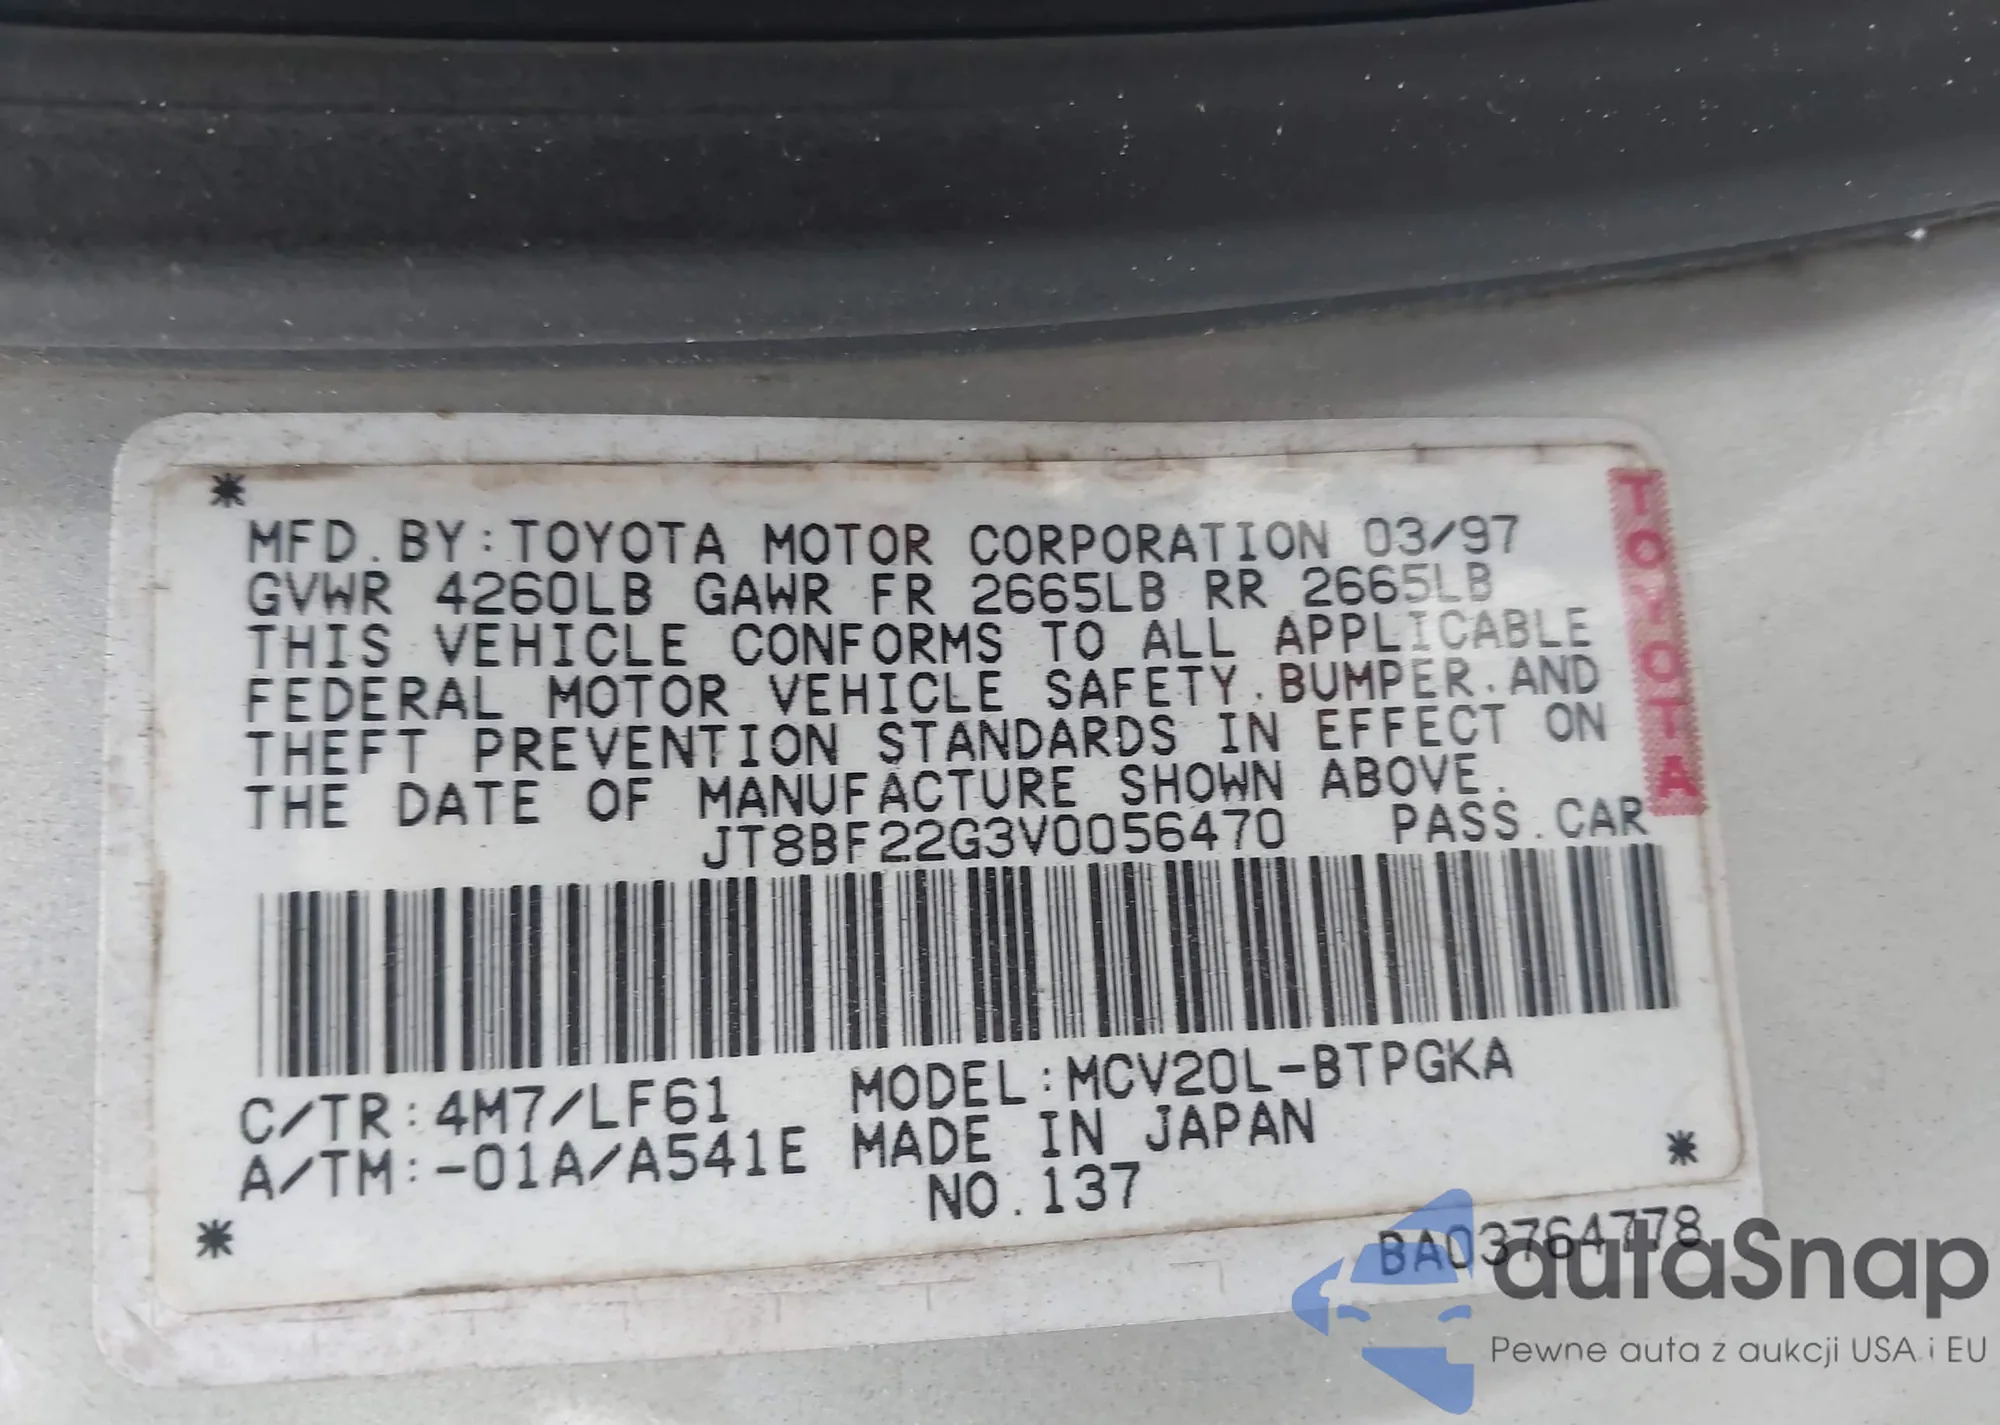 *
MFD.BY:TOYOTA MOTOR CORPORATION 03/97
GVWR 4260LB GAWR FR 2665LB RR 2665LB
THIS VEHICLE CONFORMS TO ALL APPLICABLE
FEDERAL MOTOR VEHICLE SAFETY.BUMPER.AND
THEFT PREVENTION STANDARDS IN EFFECT ON
THE DATE OF MANUFACTURE SHOWN ABOVE.
JT8BF22G3V0056470 PASS.CAR
TOYOTA
C/TR:4M7/LF61 MODEL:MCV20L-BTPGKA
A/TM:-01A/A541E MADE IN JAPAN
*
NO.137
*
BA03764778
autaSnap
Pewne auta z aukcji USA i EU